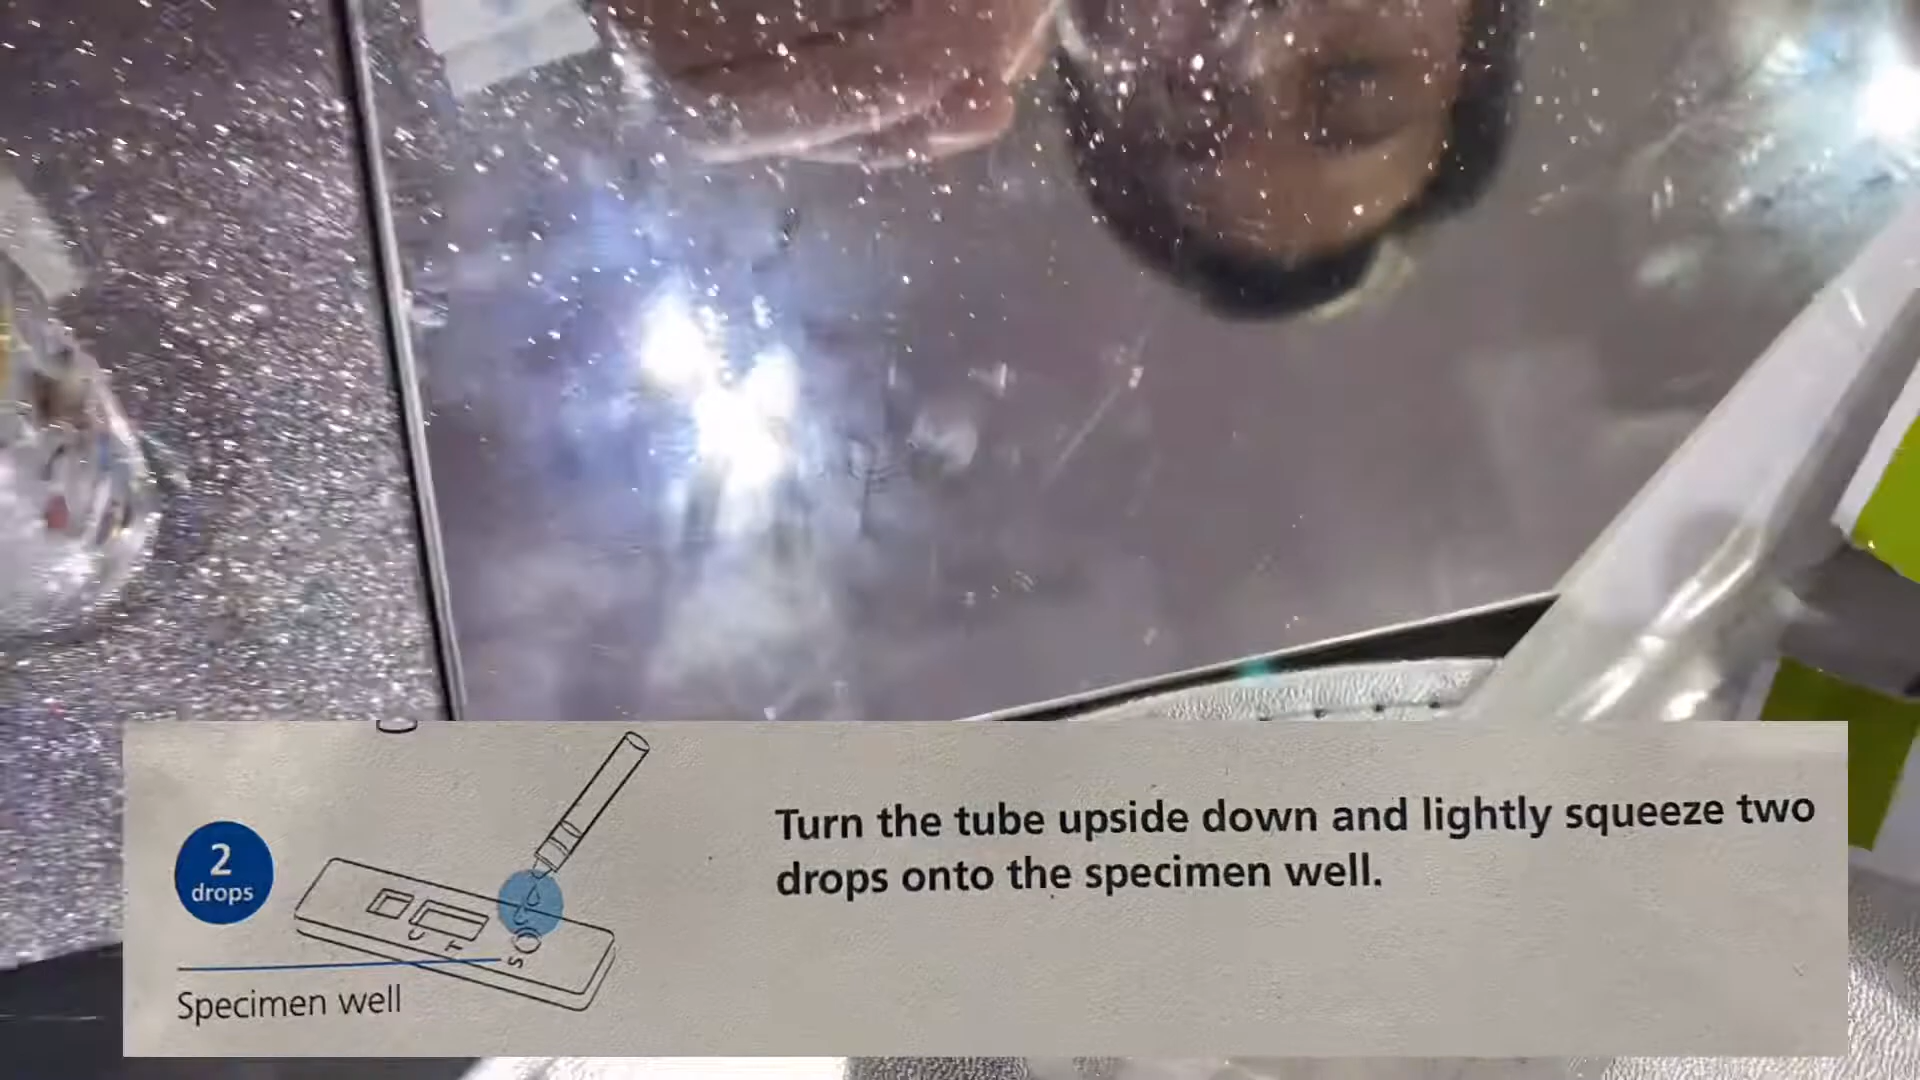 2
drops
C
T
S
Specimen well
Turn the tube upside down and lightly squeeze two
drops onto the specimen well.